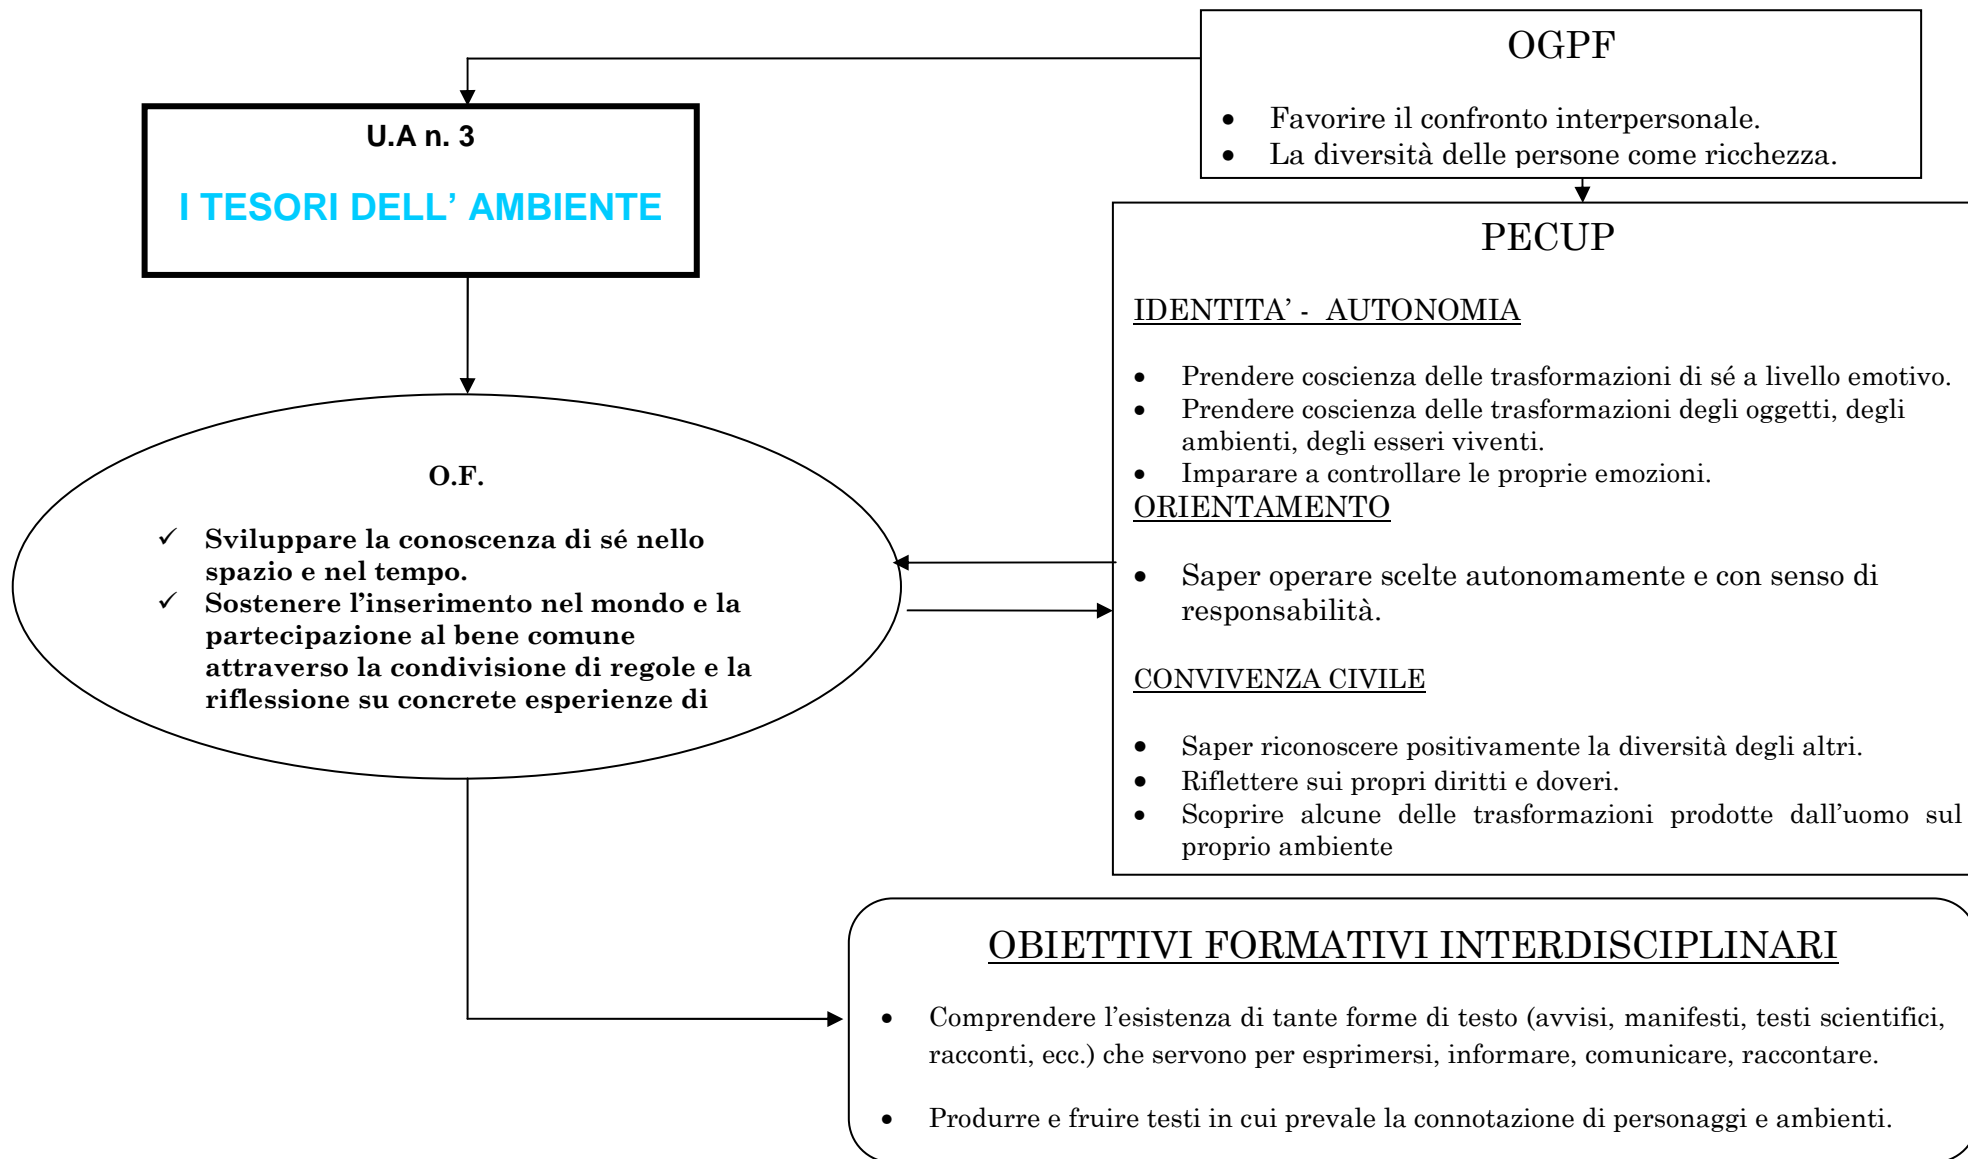 OGPF
• Favorire il confronto interpersonale.
• La diversità delle persone come ricchezza.
U.A n. 3
I TESORI DELL’ AMBIENTE
PECUP
IDENTITA’ - AUTONOMIA
• Prendere coscienza delle trasformazioni di sé a livello emotivo.
• Prendere coscienza delle trasformazioni degli oggetti, degli
ambienti, degli esseri viventi.
• Imparare a controllare le proprie emozioni.
ORIENTAMENTO
• Saper operare scelte autonomamente e con senso di
responsabilità.
CONVIVENZA CIVILE
• Saper riconoscere positivamente la diversità degli altri.
• Riflettere sui propri diritti e doveri.
• Scoprire alcune delle trasformazioni prodotte dall’uomo sul
proprio ambiente
O.F.
✓ Sviluppare la conoscenza di sé nello
spazio e nel tempo.
✓ Sostenere l’inserimento nel mondo e la
partecipazione al bene comune
attraverso la condivisione di regole e la
riflessione su concrete esperienze di
OBIETTIVI FORMATIVI INTERDISCIPLINARI
• Comprendere l’esistenza di tante forme di testo (avvisi, manifesti, testi scientifici,
racconti, ecc.) che servono per esprimersi, informare, comunicare, raccontare.
• Produrre e fruire testi in cui prevale la connotazione di personaggi e ambienti.